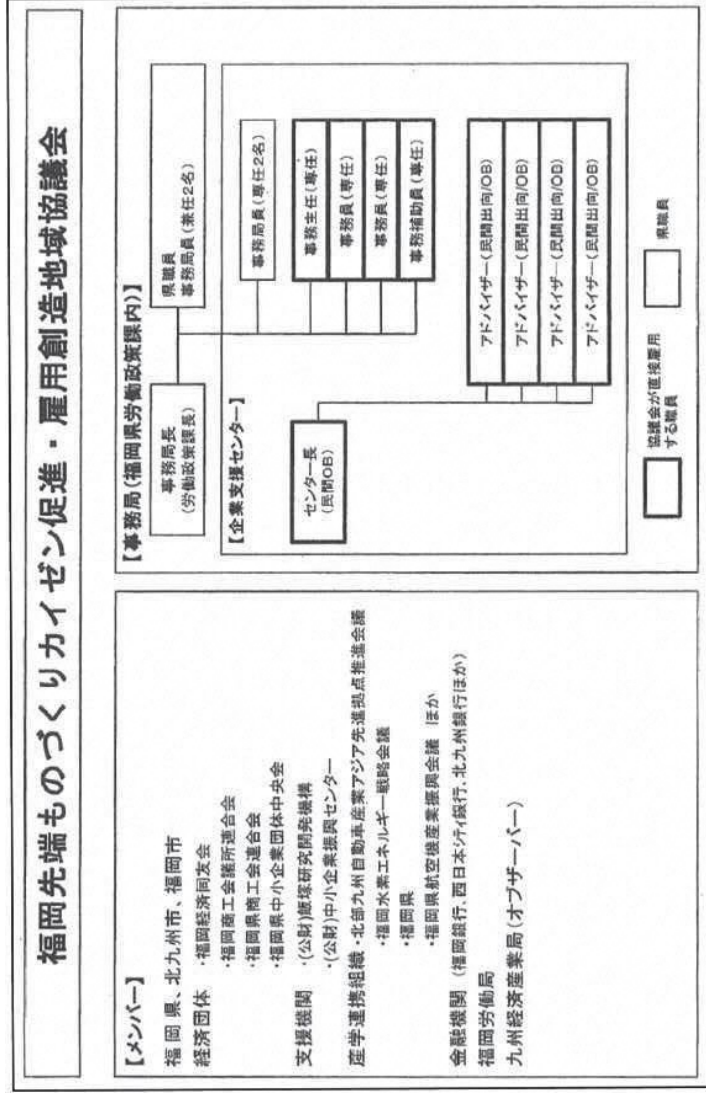 福岡先端ものづくりカイゼン促進・雇用創造地域協議会
【メンバー】
福岡県、北九州市、福岡市
経済団体 ・福岡経済同友会
・福岡商工会議所連合会
・福岡県商工会連合会
・福岡県中小企業団体中央会
支援機関 ・(公財)飯塚研究開発機構
・(公財)中小企業振興センター
産学連携組織・北部九州自動車産業アジア先進拠点推進会議
・福岡水素エネルギー戦略会議
・福岡県
・福岡県航空機産業振興会議 ほか
金融機関 (福岡銀行、西日本シティ銀行、北九州銀行ほか)
福岡労働局
九州経済産業局(オブザーバー)
【事務局(福岡県労働政策課内)】
事務局長
(労働政策課長)
県職員
事務局員(兼任2名)
【企業支援センター】
事務局員(専任2名)
事務主任(専任)
事務員(専任)
事務員(専任)
事務補助員(専任)
センター長
(民間OB)
アドバイザー(民間出向/OB)
アドバイザー(民間出向/OB)
アドバイザー(民間出向/OB)
アドバイザー(民間出向/OB)
協議会が直接雇用
する職員
県職員